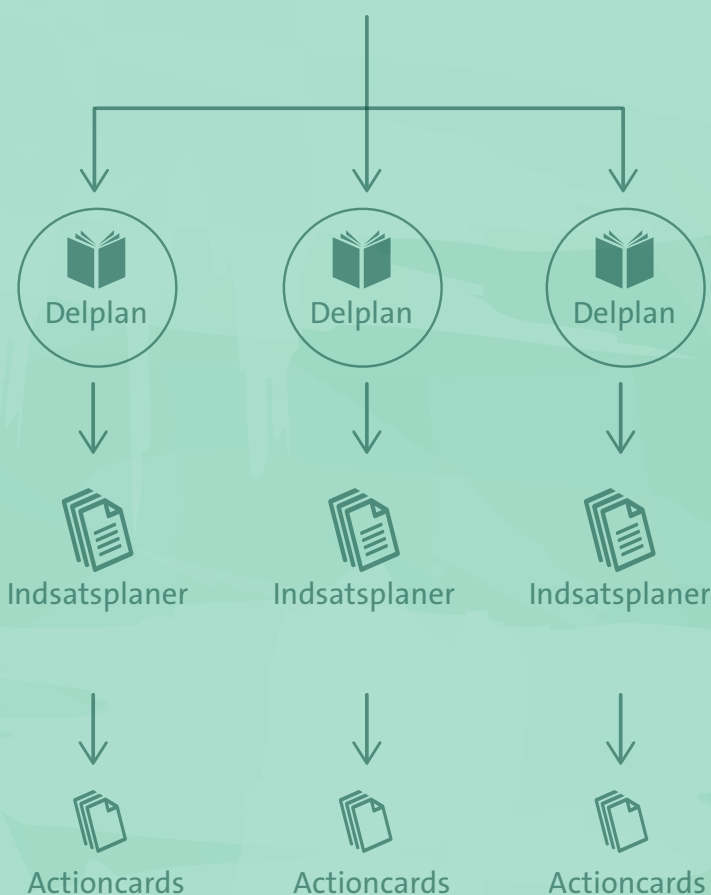 Delplan Delplan Delplan
Indsatsplaner Indsatsplaner Indsatsplaner
Actioncards Actioncards Actioncards